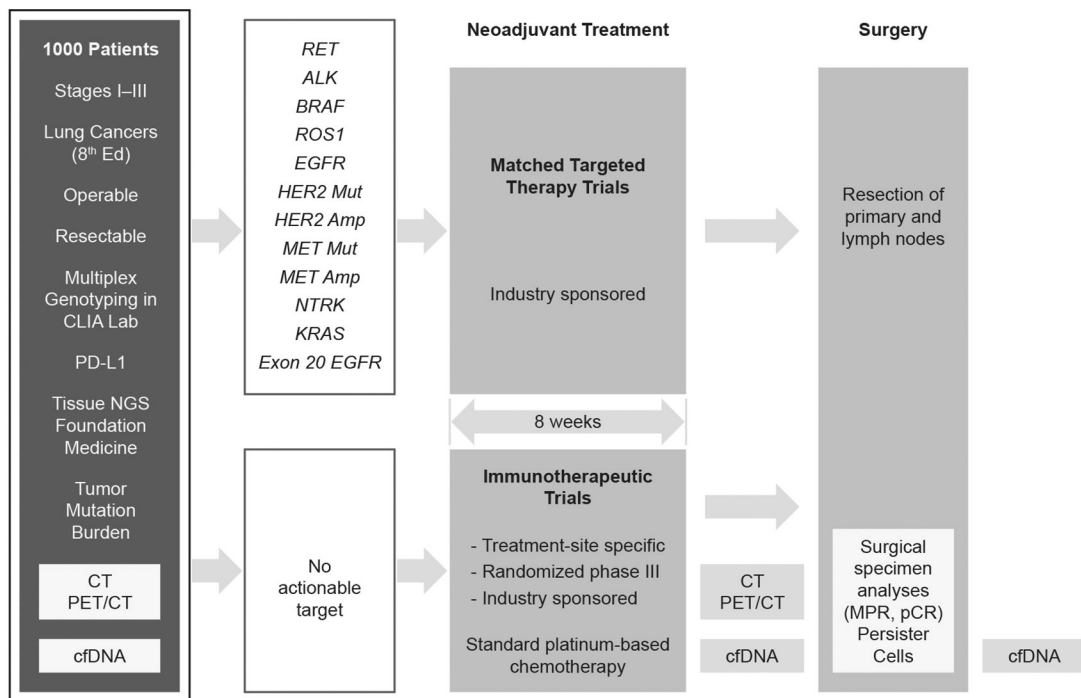 1000 Patients
Stages I–III
Lung Cancers
(8th Ed)
Operable
Resectable
Multiplex
Genotyping in
CLIA Lab
PD-L1
Tissue NGS
Foundation
Medicine
Tumor
Mutation
Burden
CT
PET/CT
cfDNA
RET
ALK
BRAF
ROS1
EGFR
HER2 Mut
HER2 Amp
MET Mut
MET Amp
NTRK
KRAS
Exon 20 EGFR
No
actionable
target
Neoadjuvant Treatment
Matched Targeted
Therapy Trials
Industry sponsored
8 weeks
Immunotherapeutic
Trials
- Treatment-site specific
- Randomized phase III
- Industry sponsored
Standard platinum-based
chemotherapy
CT
PET/CT
cfDNA
Surgery
Resection of
primary and
lymph nodes
Surgical
specimen
analyses
(MPR, pCR)
Persister
Cells
cfDNA